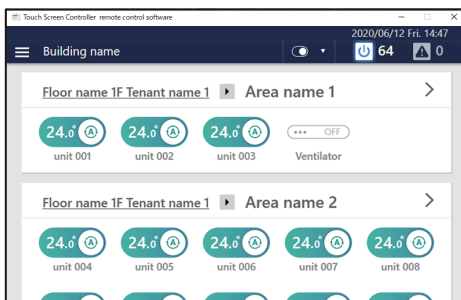 Touch Screen Controller remote control software
2020/06/12 Fri. 14:47
Building name 64 0
Floor name 1F Tenant name 1 Area name 1
24.0° A 24.0° A 24.0° A OFF
unit 001 unit 002 unit 003 Ventilator
Floor name 1F Tenant name 1 Area name 2
24.0° A 24.0° A 24.0° A 24.0° A 24.0° A
unit 004 unit 005 unit 006 unit 007 unit 008